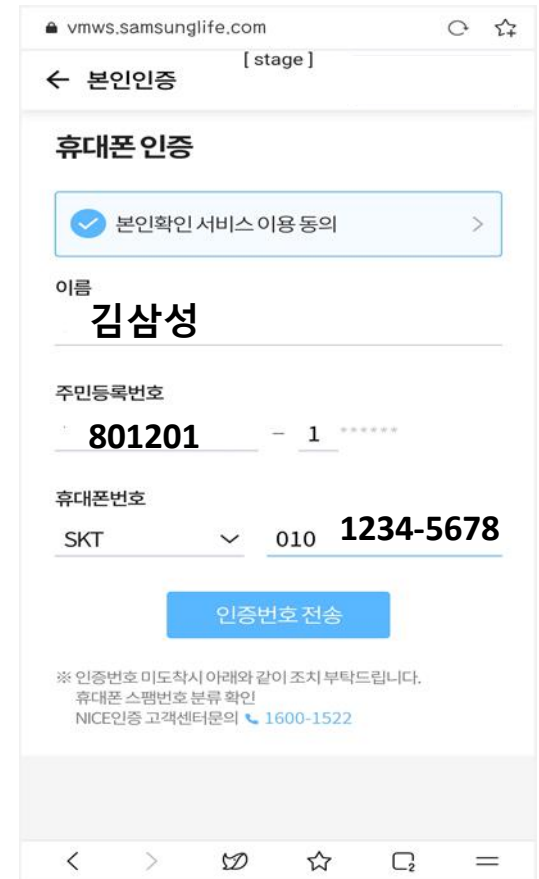 vmws.samsunglife.com
[ stage ]
본인인증
휴대폰 인증
본인확인 서비스 이용 동의
이름
김삼성
주민등록번호
801201 - 1 ******
휴대폰번호
SKT 010 1234-5678
인증번호 전송
※ 인증번호 미도착시 아래와 같이 조치 부탁드립니다.
휴대폰 스팸번호 분류 확인
NICE인증 고객센터문의 1600-1522
2